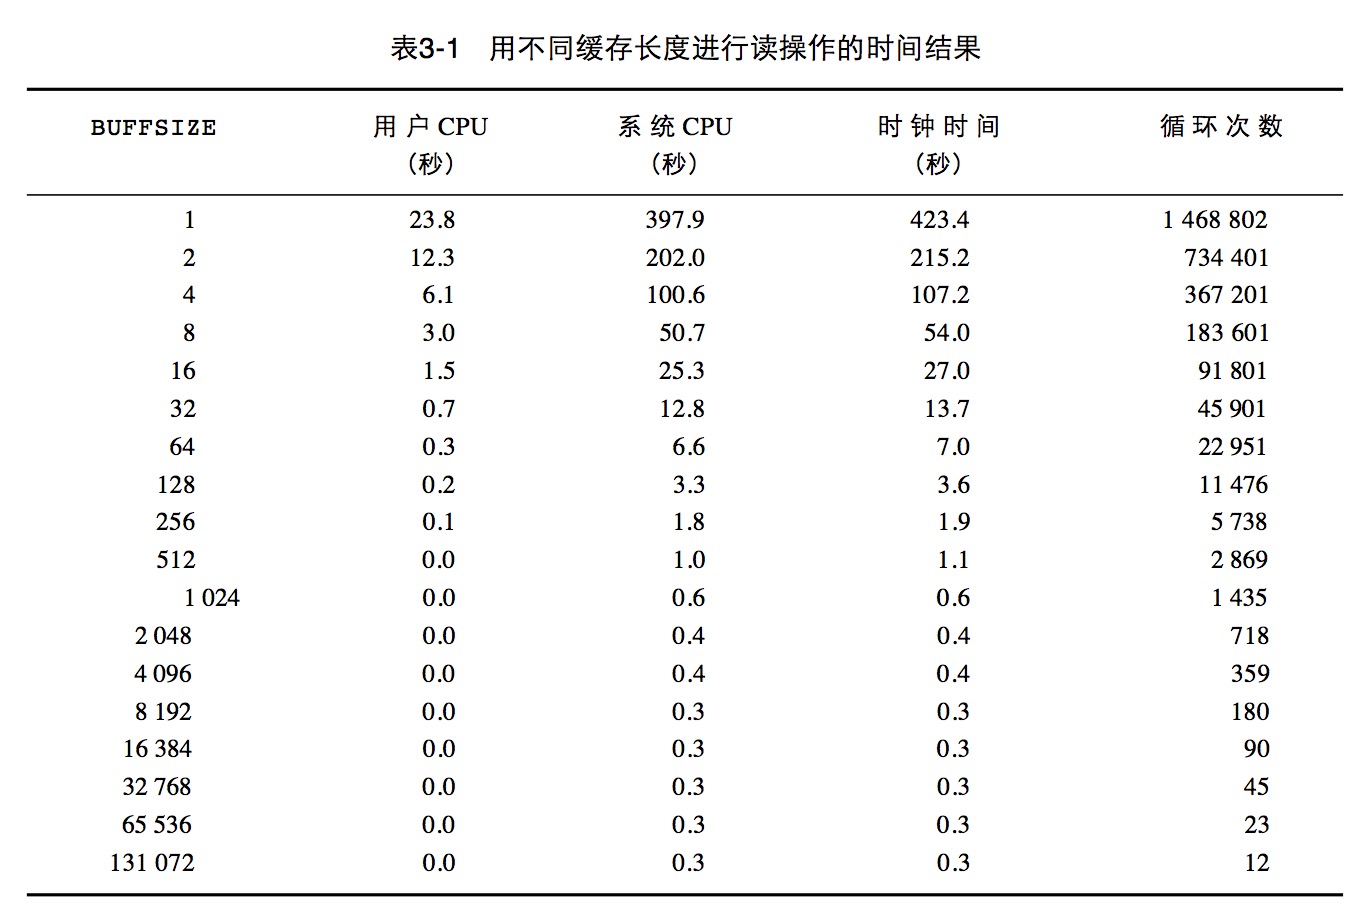 表3-1 用不同缓存长度进行读操作的时间结果
BUFFSIZE 用户CPU 系统CPU 时钟时间 循环次数
（秒） （秒） （秒）
1 23.8 397.9 423.4 1 468 802
2 12.3 202.0 215.2 734 401
4 6.1 100.6 107.2 367 201
8 3.0 50.7 54.0 183 601
16 1.5 25.3 27.0 91 801
32 0.7 12.8 13.7 45 901
64 0.3 6.6 7.0 22 951
128 0.2 3.3 3.6 11 476
256 0.1 1.8 1.9 5 738
512 0.0 1.0 1.1 2 869
1 024 0.0 0.6 0.6 1 435
2 048 0.0 0.4 0.4 718
4 096 0.0 0.4 0.4 359
8 192 0.0 0.3 0.3 180
16 384 0.0 0.3 0.3 90
32 768 0.0 0.3 0.3 45
65 536 0.0 0.3 0.3 23
131 072 0.0 0.3 0.3 12